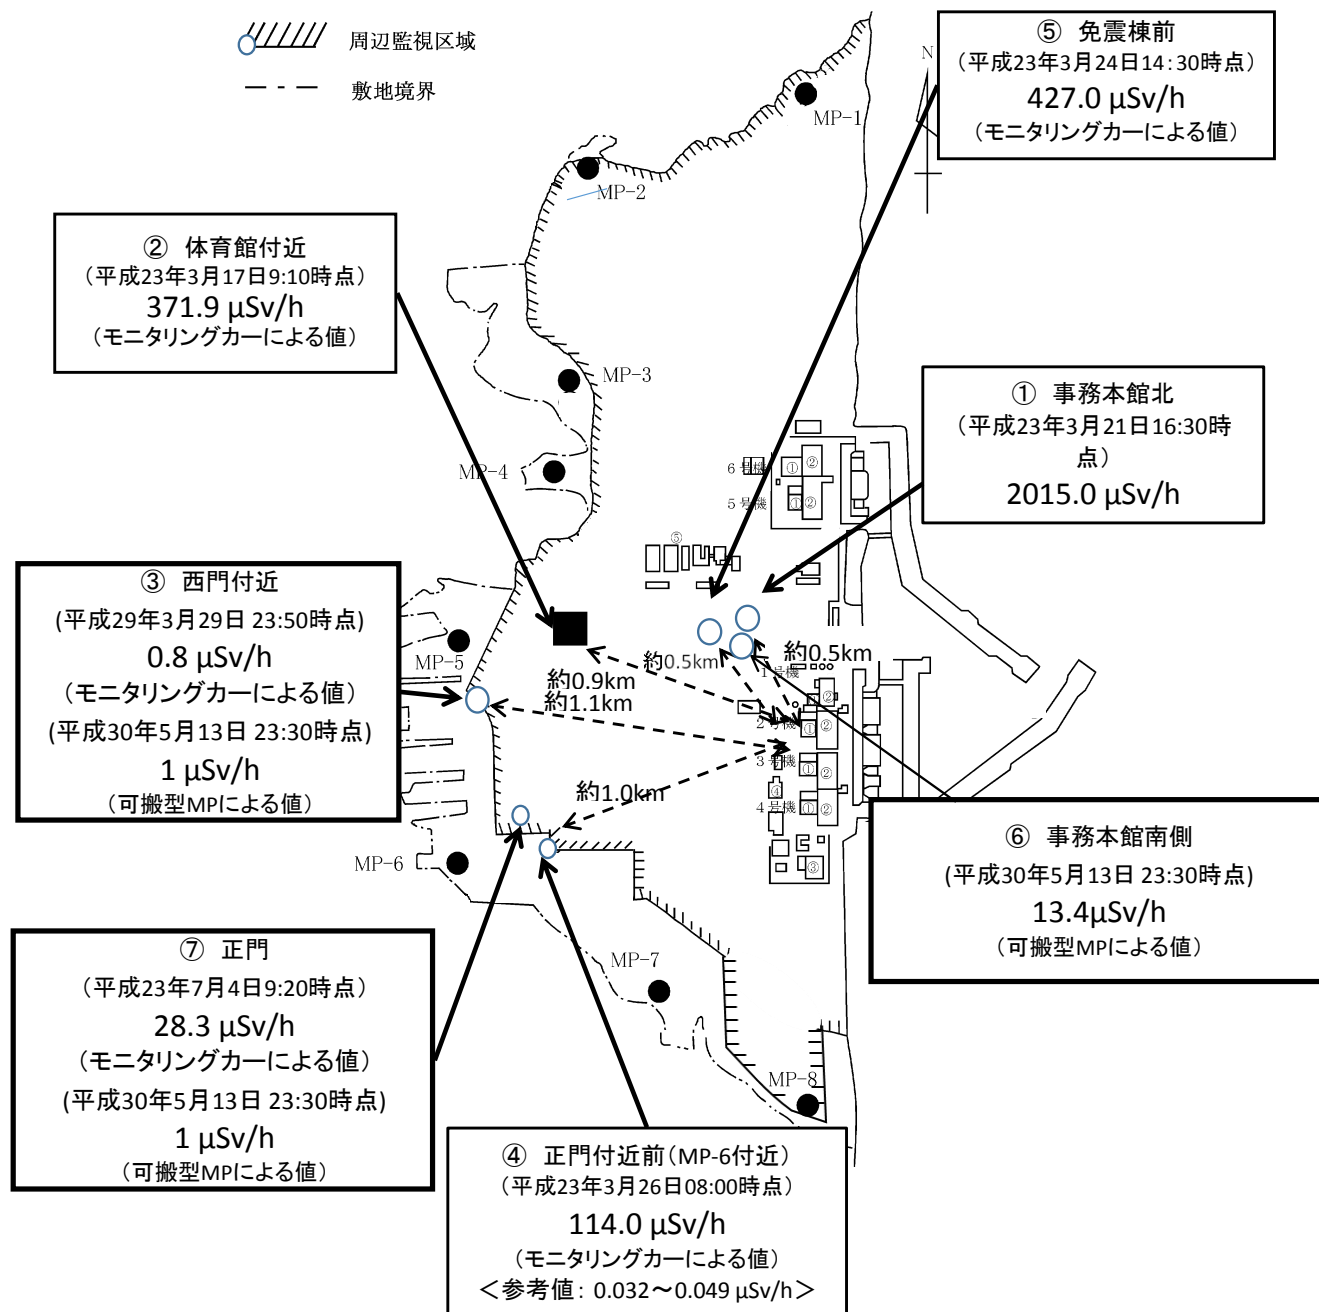 周辺監視区域
敷地境界
⑤ 免震棟前
（平成23年3月24日14:30時点）
427.0 μSv/h
（モニタリングカーによる値）
N
MP-1
MP-2
② 体育館付近
（平成23年3月17日9:10時点）
371.9 μSv/h
（モニタリングカーによる値）
MP-3
① 事務本館北
（平成23年3月21日16:30時
点）
2015.0 μSv/h
MP-4
6号機
① ②
5号機
① ②
⑤
③ 西門付近
(平成29年3月29日 23:50時点)
0.8 μSv/h
（モニタリングカーによる値）
(平成30年5月13日 23:30時点)
1 μSv/h
（可搬型MPによる値）
MP-5
約0.5km
約0.5km
約0.9km
約1.1km
1号機
②
2号機
① ②
3号機
① ②
約1.0km
④
4号機
① ②
③
MP-6
⑥ 事務本館南側
(平成30年5月13日 23:30時点)
13.4μSv/h
（可搬型MPによる値）
⑦ 正門
（平成23年7月4日9:20時点）
28.3 μSv/h
（モニタリングカーによる値）
(平成30年5月13日 23:30時点)
1 μSv/h
（可搬型MPによる値）
MP-7
MP-8
④ 正門付近前（MP-6付近）
（平成23年3月26日08:00時点）
114.0 μSv/h
（モニタリングカーによる値）
＜参考値： 0.032～0.049 μSv/h＞